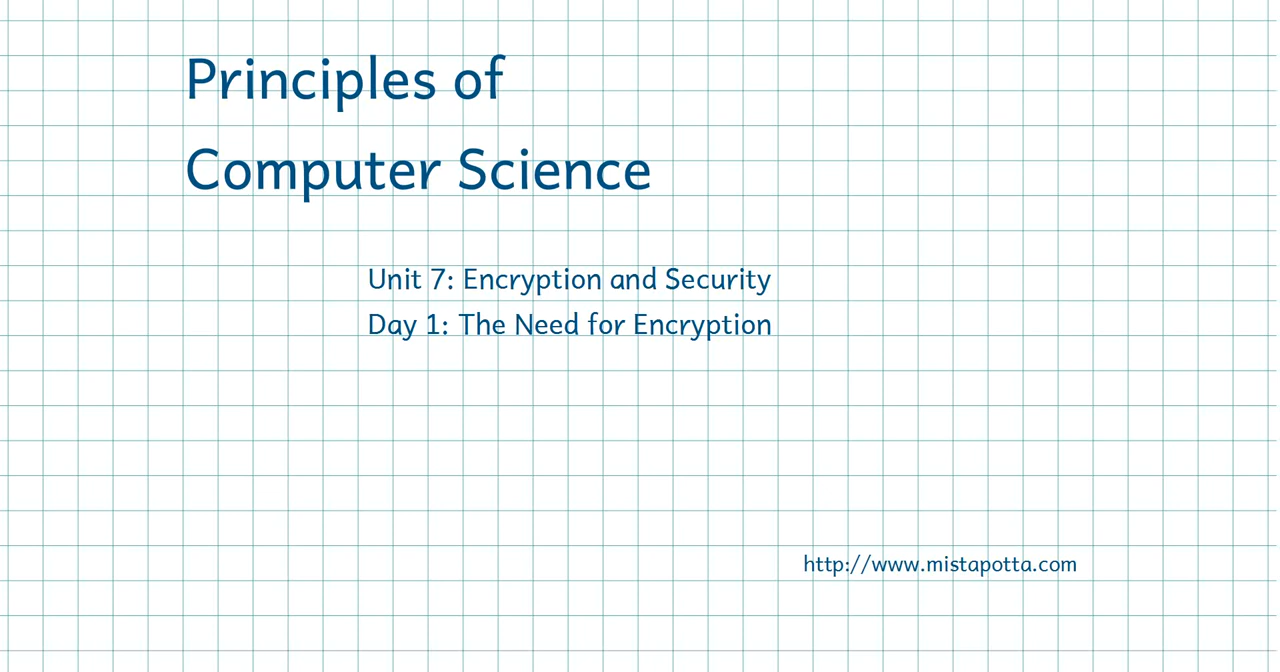 Principles of
Computer Science
Unit 7: Encryption and Security
Day 1: The Need for Encryption
http://www.mistapotta.com